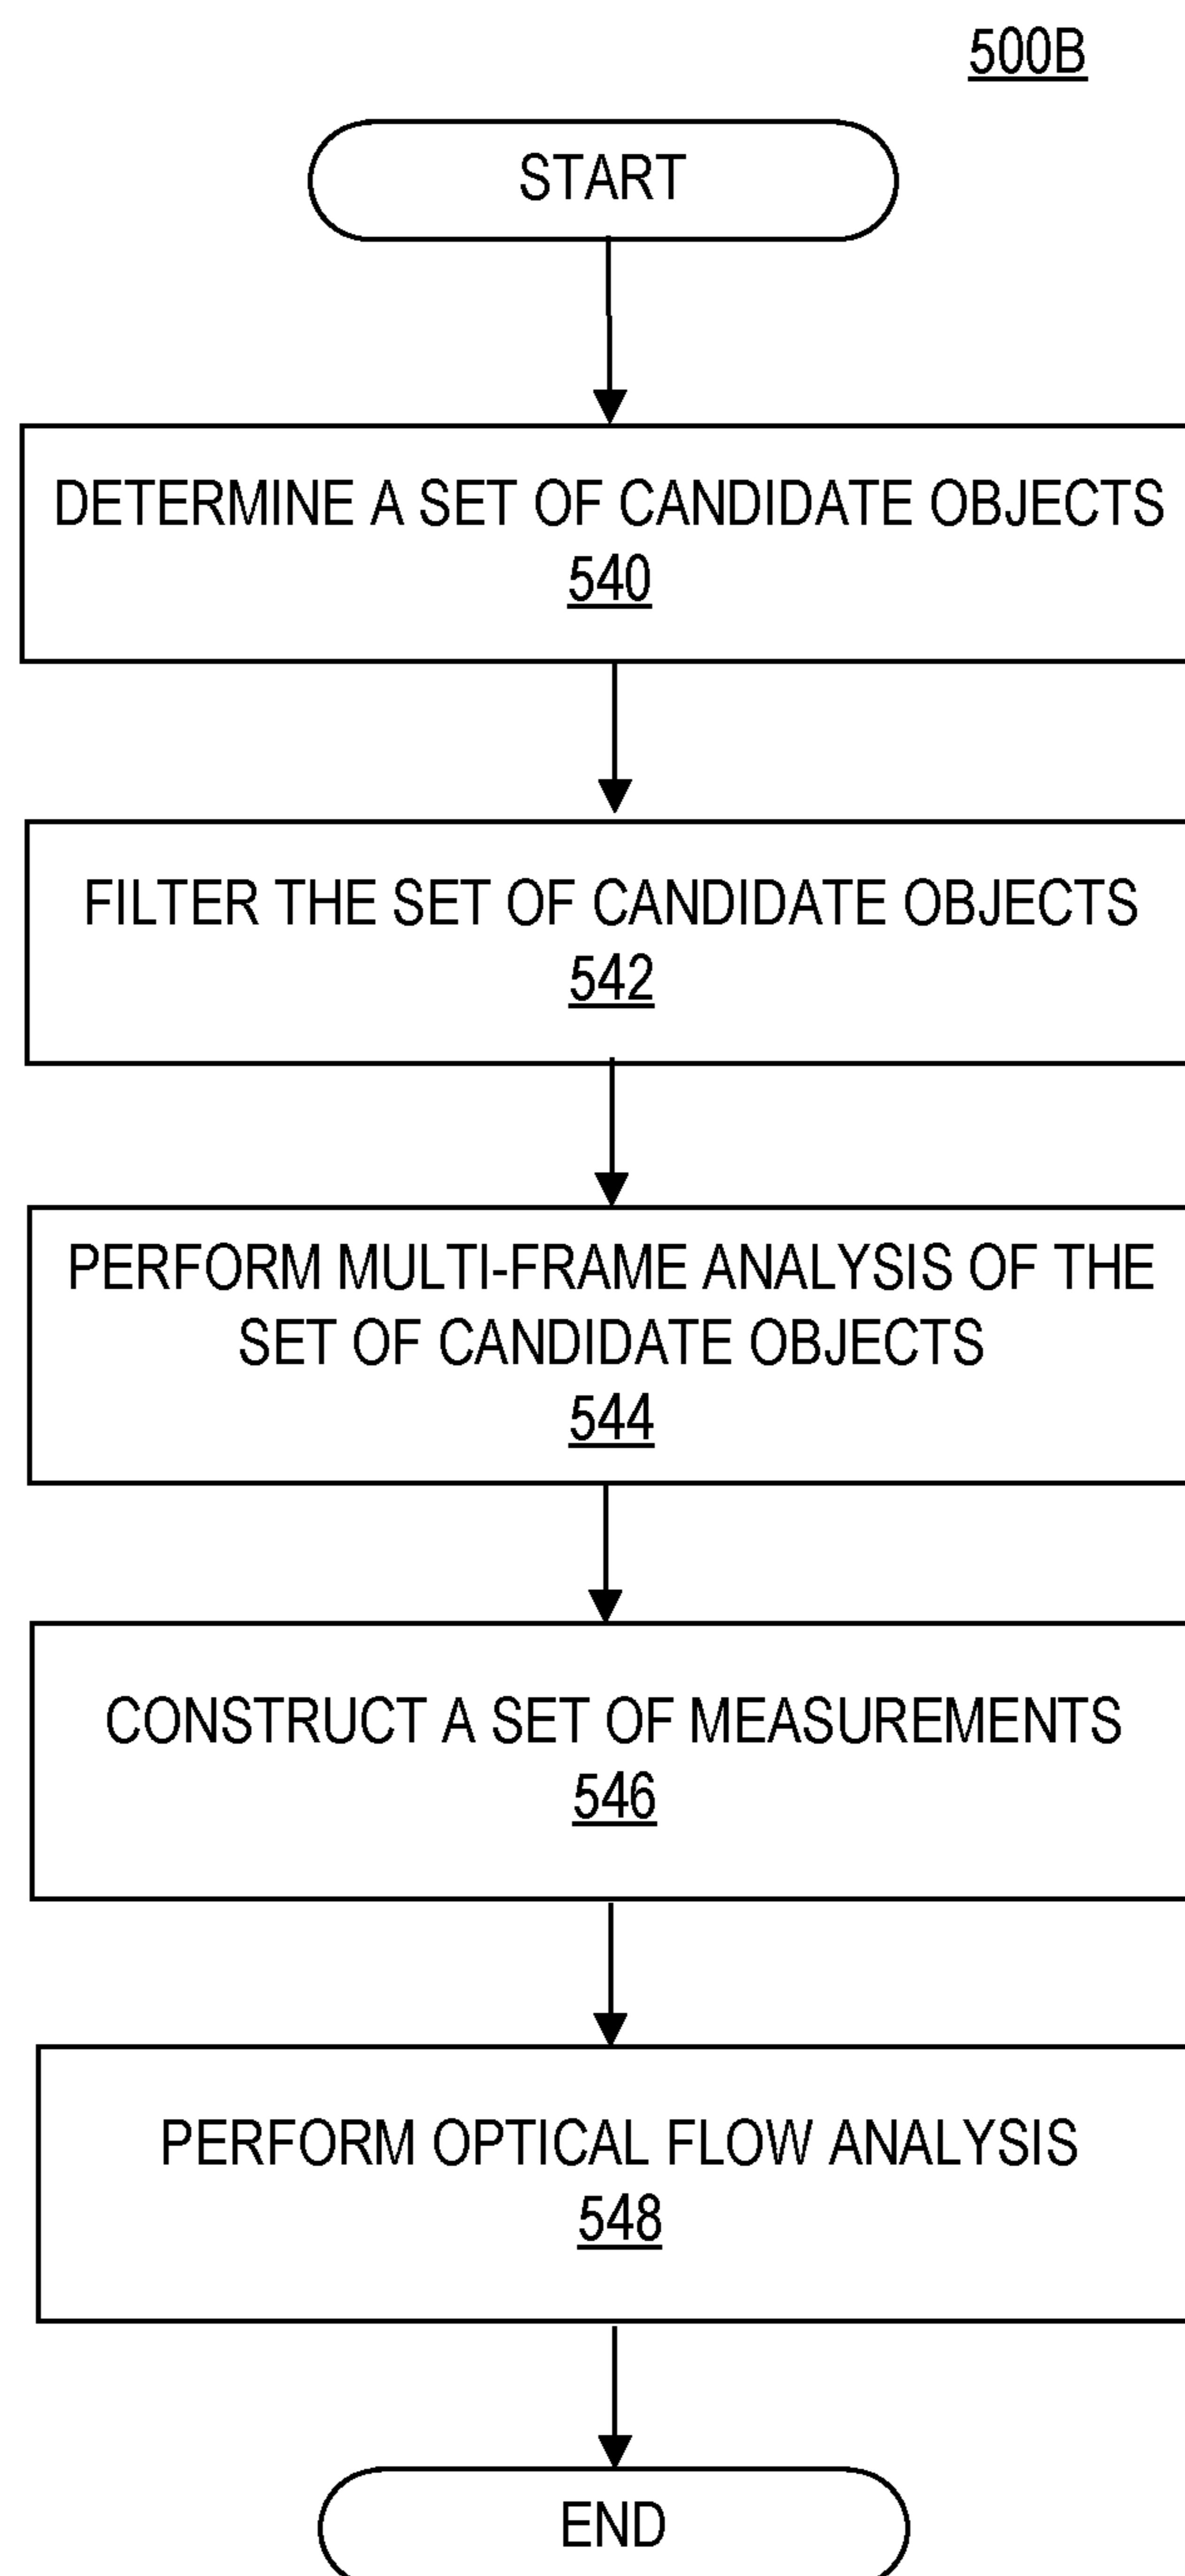 500B
START
DETERMINE A SET OF CANDIDATE OBJECTS
540
FILTER THE SET OF CANDIDATE OBJECTS
542
PERFORM MULTI-FRAME ANALYSIS OF THE
SET OF CANDIDATE OBJECTS
544
CONSTRUCT A SET OF MEASUREMENTS
546
PERFORM OPTICAL FLOW ANALYSIS
548
END